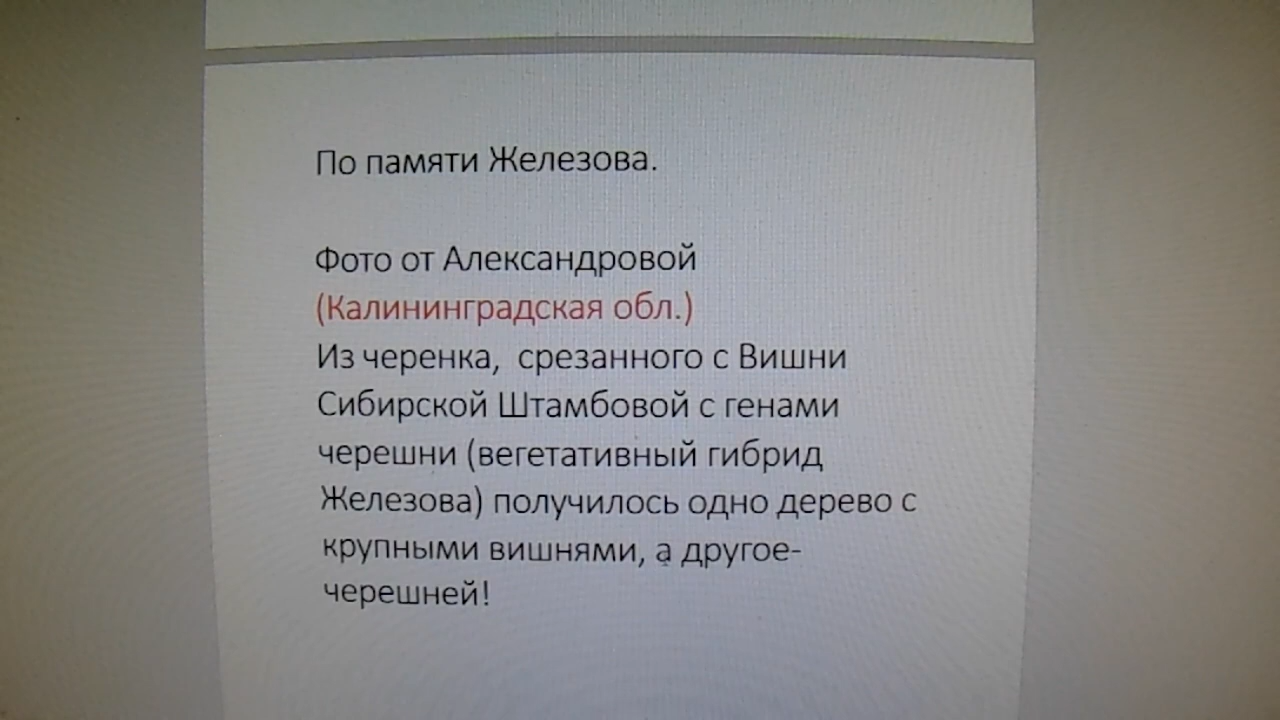 По памяти Железова.
Фото от Александровой
(Калининградская обл.)
Из черенка,  срезанного с Вишни
Сибирской Штамбовой с генами
черешни (вегетативный гибрид
Железова) получилось одно дерево с
крупными вишнями, а другое-
черешней!